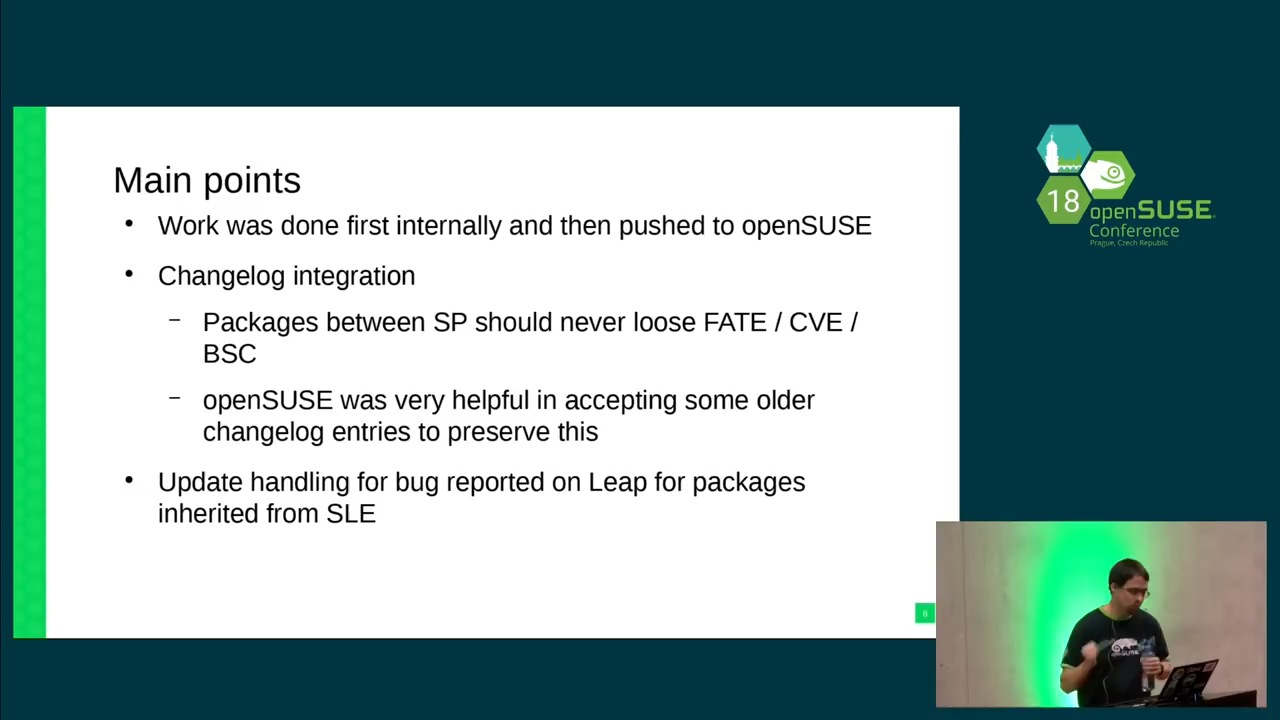 Main points
• Work was done first internally and then pushed to openSUSE
• Changelog integration
– Packages between SP should never loose FATE / CVE /
BSC
– openSUSE was very helpful in accepting some older
changelog entries to preserve this
• Update handling for bug reported on Leap for packages
inherited from SLE
8
18
openSUSE
Conference
Prague, Czech Republic
openSUSE